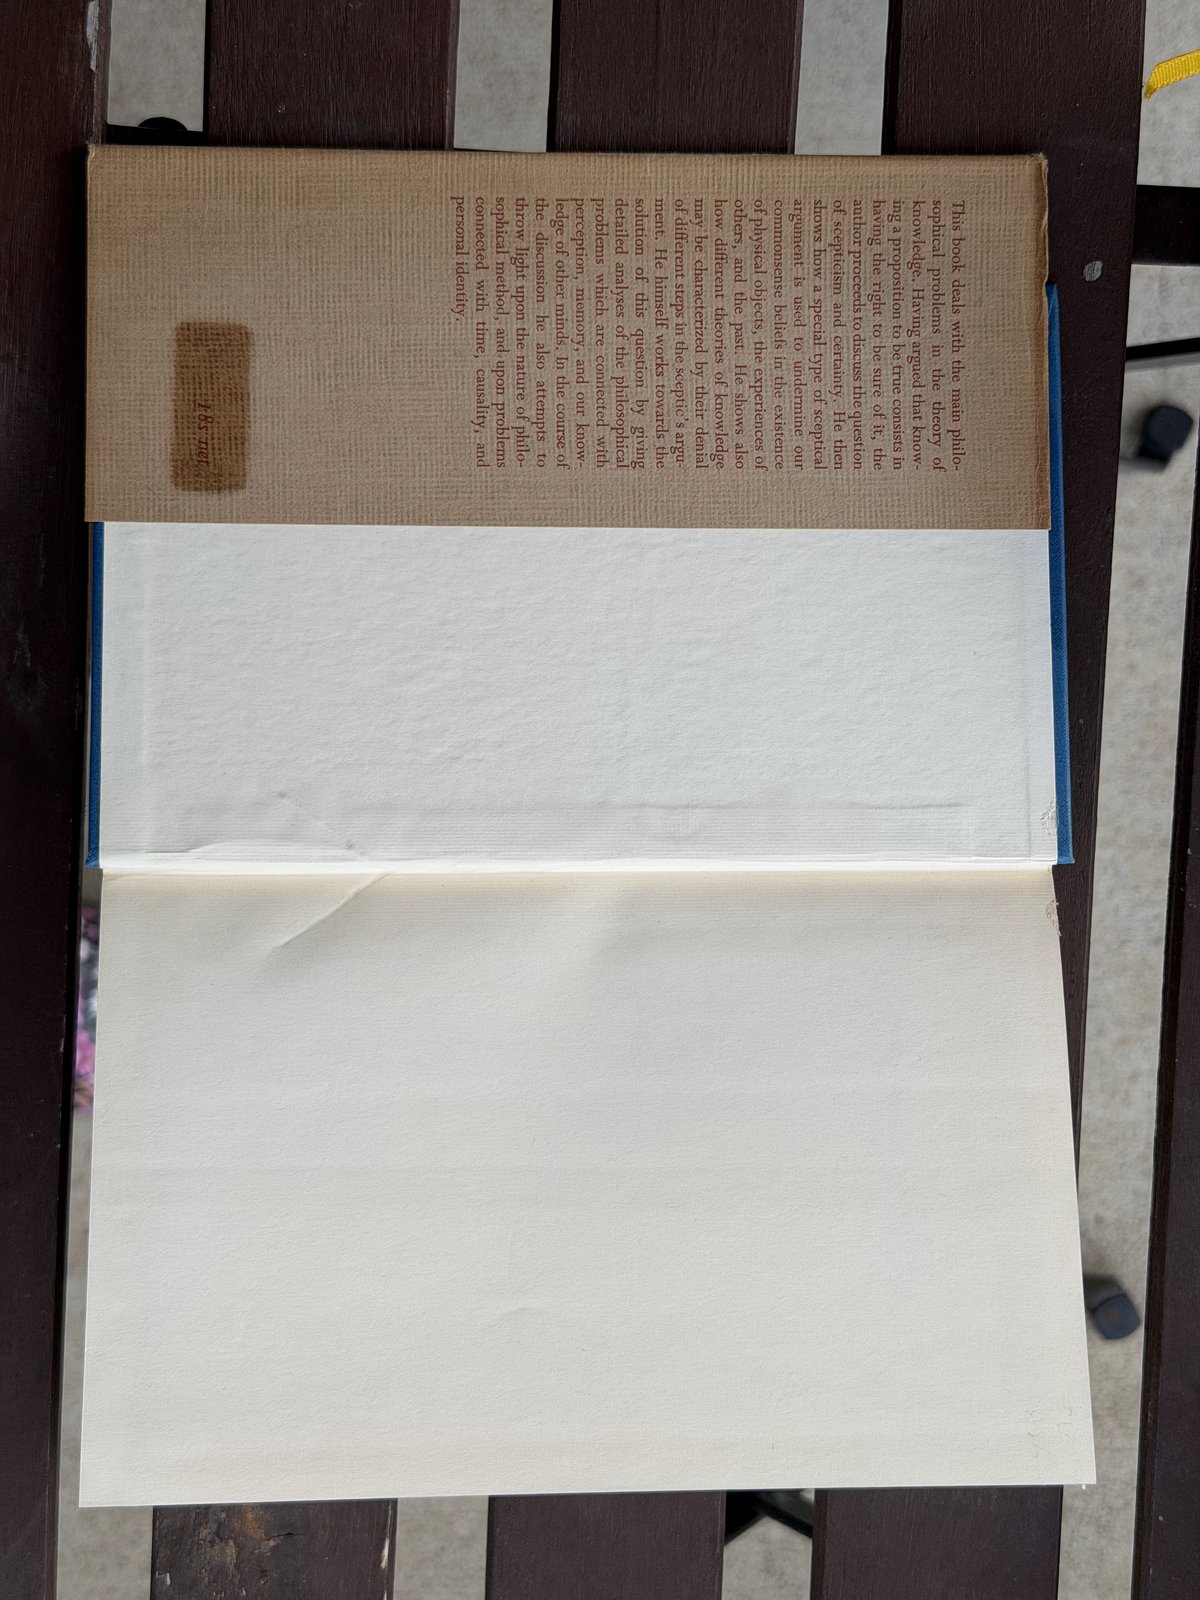 This book deals with the main philo-
sophical problems in the theory of
knowledge. Having argued that know-
ing a proposition to be true consists in
having the right to be sure of it, the
author proceeds to discuss the question
of scepticism and certainty. He then
shows how a special type of sceptical
argument is used to undermine our
commonsense beliefs in the existence
of physical objects, the experiences of
others, and the past. He shows also
how different theories of knowledge
may be characterized by their denial
of different steps in the sceptic's argu-
ment. He himself works towards the
solution of this question by giving
detailed analyses of the philosophical
problems which are connected with
perception, memory, and our know-
ledge of other minds. In the course of
the discussion he also attempts to
throw light upon the nature of philo-
sophical method, and upon problems
connected with time, causality, and
personal identity.
18s net